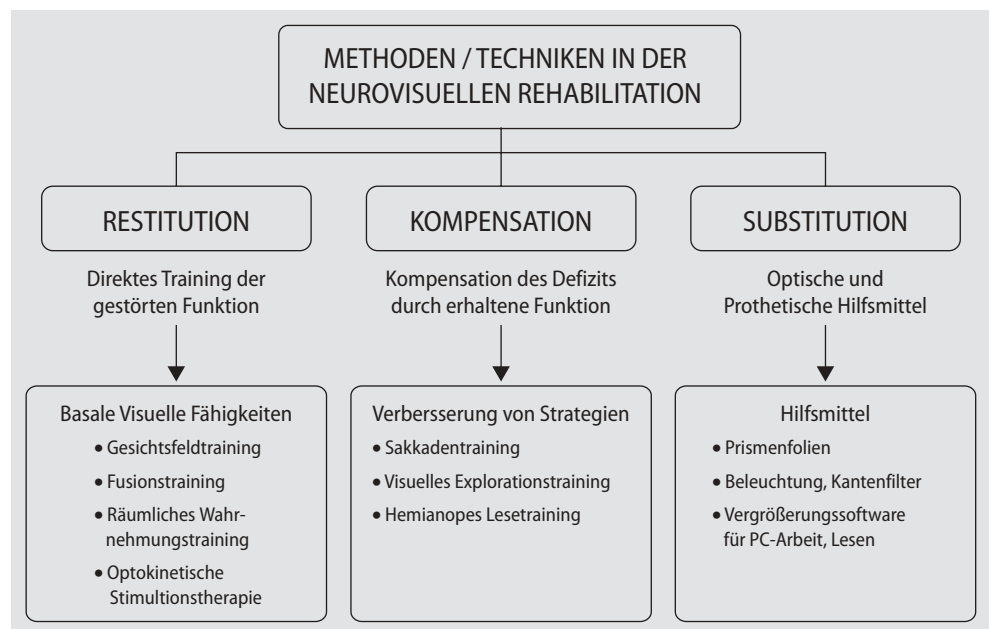 METHODEN / TECHNIKEN IN DER
NEUROVISUELLEN REHABILITATION
RESTITUTION
Direktes Training der
gestörten Funktion
Basale Visuelle Fähigkeiten
• Gesichtsfeldtraining
• Fusionstraining
• Räumliches Wahr-
nehmungstraining
• Optokinetische
Stimultionstherapie
KOMPENSATION
Kompensation des Defizits
durch erhaltene Funktion
Verbersserung von Strategien
• Sakkadentraining
• Visuelles Explorationstraining
• Hemianopes Lesetraining
SUBSTITUTION
Optische und
Prothetische Hilfsmittel
Hilfsmittel
• Prismenfolien
• Beleuchtung, Kantenfilter
• Vergrößerungssoftware
für PC-Arbeit, Lesen